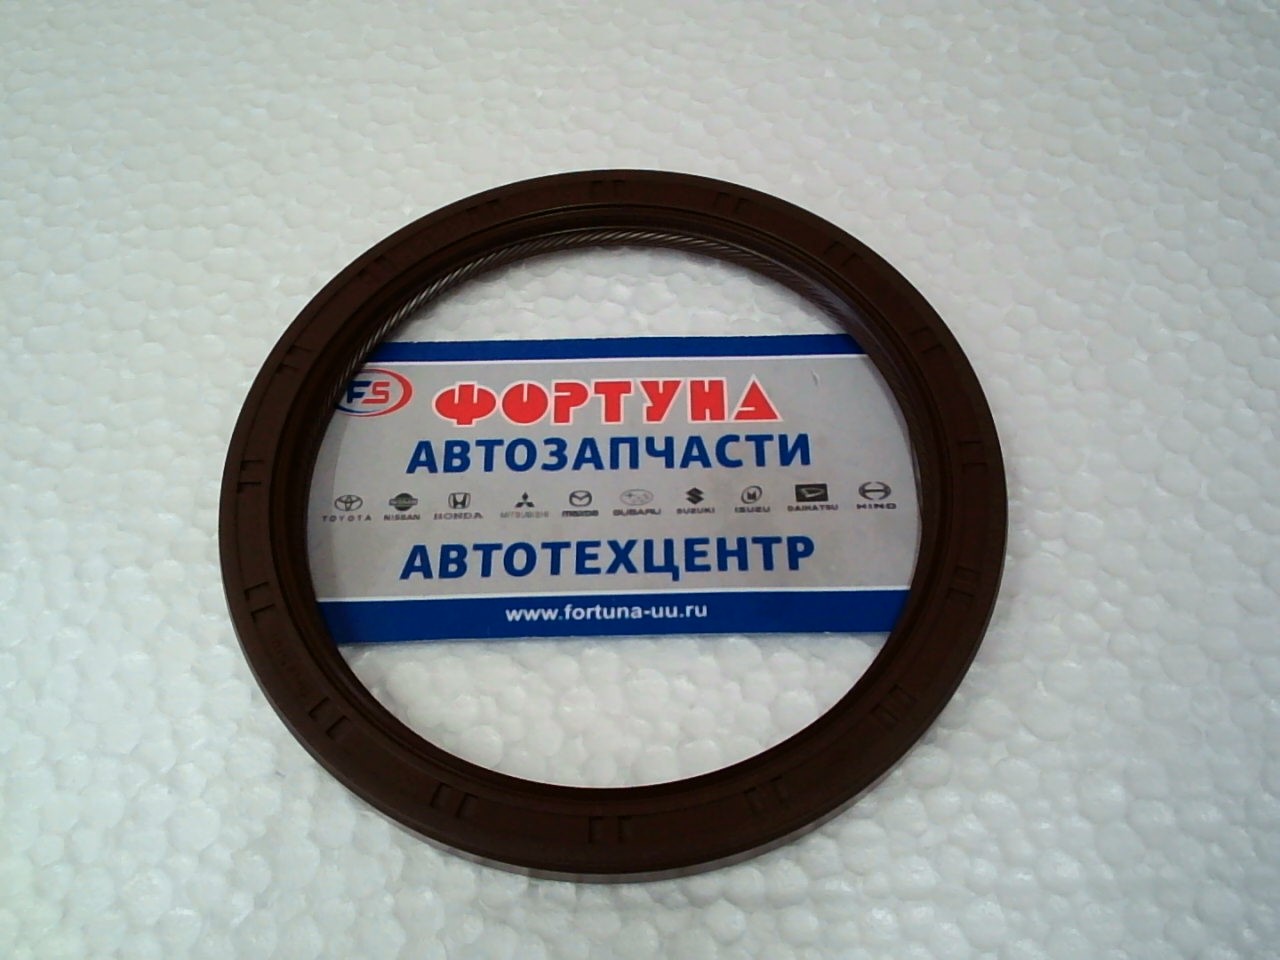 FS ФОРТУНА
АВТОЗАПЧАСТИ
TOYOTA NISSAN HONDA MITSUBISHI mazda SUBARU SUZUKI ISUZU DAIHATSU HINO
АВТОТЕХЦЕНТР
www.fortuna-uu.ru